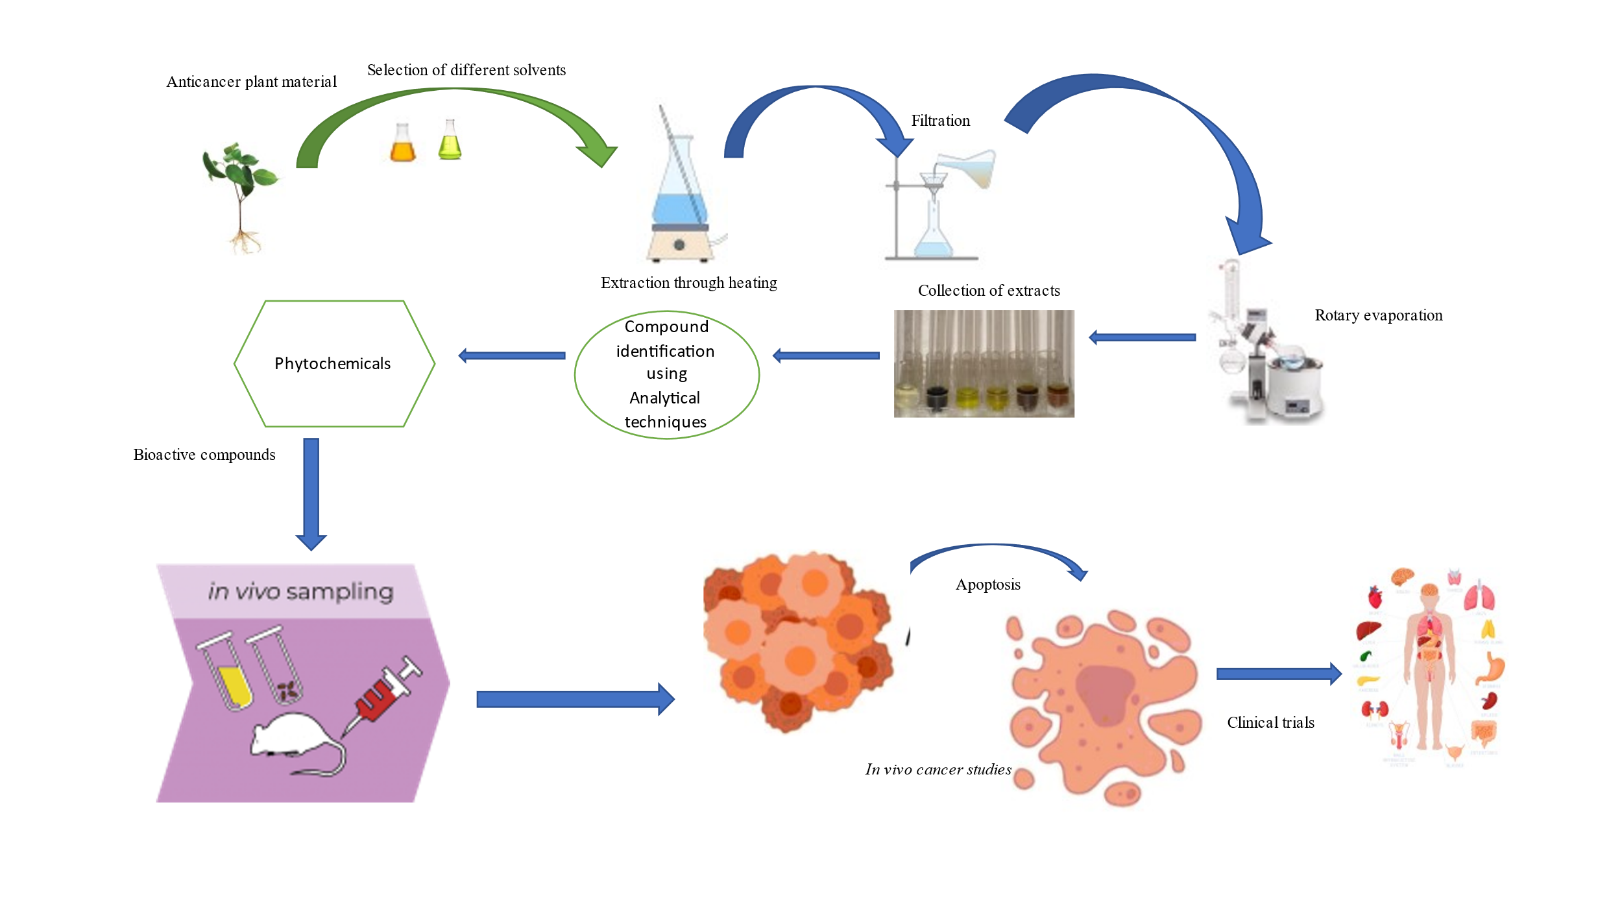 Selection of different solvents
Anticancer plant material
Filtration
Extraction through heating
Collection of extracts
Rotary evaporation
Compound
identification
using
Analytical
techniques
Phytochemicals
Bioactive compounds
in vivo sampling
Apoptosis
Clinical trials
In vivo cancer studies